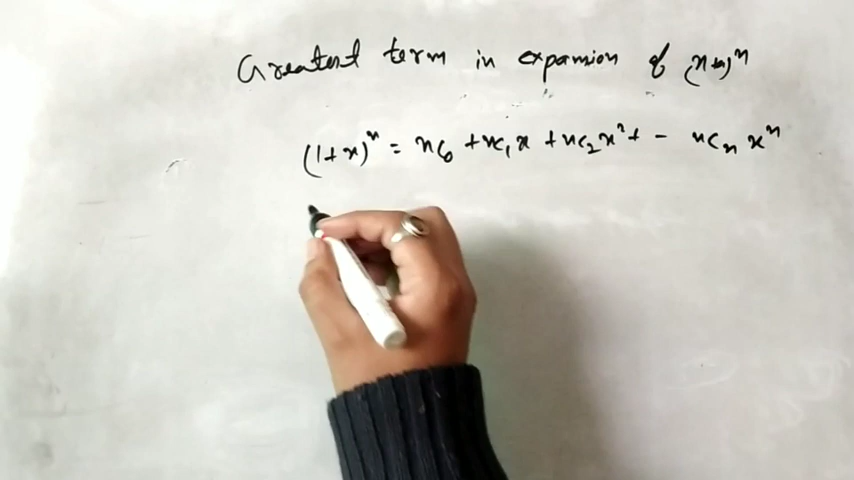 Greatest term in expansion of (x+a)^n
(1+x)^n = nC0 + nC1 x + nC2 x^2 + - nCn x^n